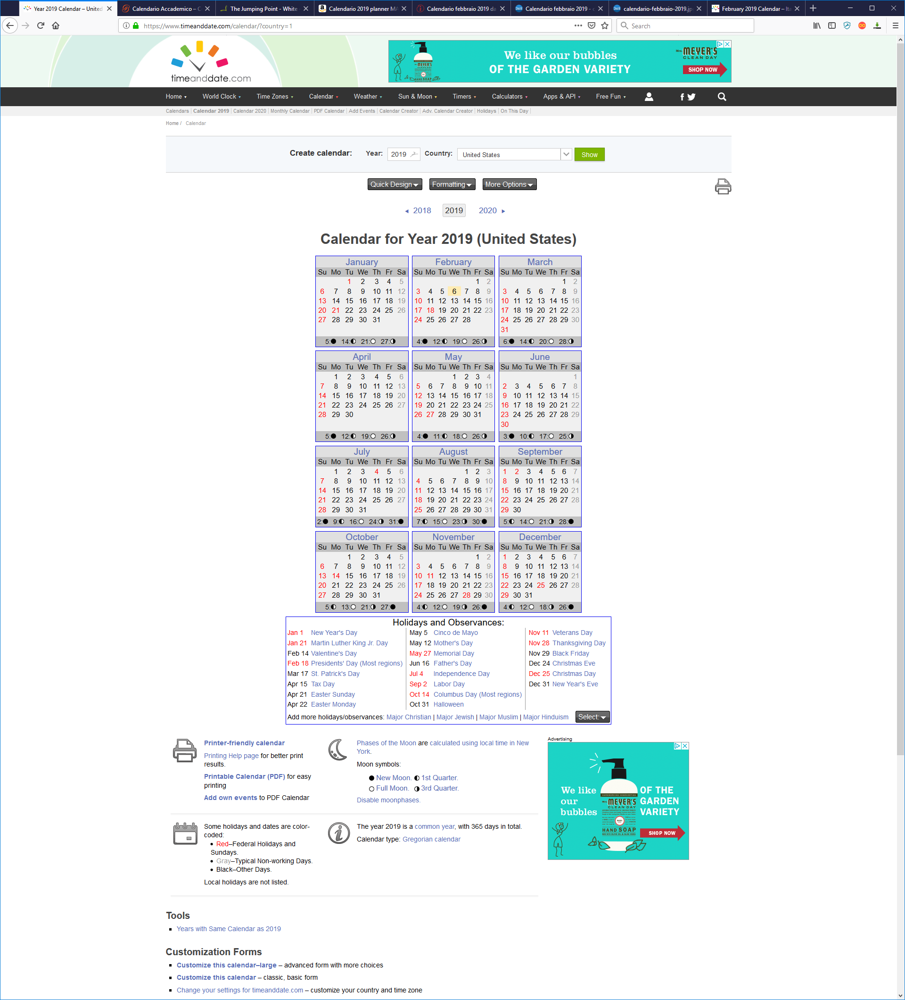 Year 2019 Calendar – United
Calendario Accademico – C
The Jumping Point - White
Calendario 2019 planner MA
Calendario febbraio 2019 da
Calendario febbraio 2019 - c
calendario-febbraio-2019.jp
February 2019 Calendar – Ita
https://www.timeanddate.com/calendar/?country=1
Search
timeanddate.com
We like our bubbles
OF THE GARDEN VARIETY
Mrs. MEYER'S
CLEAN DAY
SHOP NOW
Home World Clock Time Zones Calendar Weather Sun & Moon Timers Calculators Apps & API Free Fun
Calendars Calendar 2019 Calendar 2020 Monthly Calendar PDF Calendar Add Events Calendar Creator Adv. Calendar Creator Holidays On This Day
Home / Calendar
Create calendar: Year: 2019 Country: United States Show
Quick Design Formatting More Options
2018 2019 2020
Calendar for Year 2019 (United States)
January
Su Mo Tu We Th Fr Sa
1 2 3 4 5
6 7 8 9 10 11 12
13 14 15 16 17 18 19
20 21 22 23 24 25 26
27 28 29 30 31
5: 14: 21: 27:
February
Su Mo Tu We Th Fr Sa
1 2
3 4 5 6 7 8 9
10 11 12 13 14 15 16
17 18 19 20 21 22 23
24 25 26 27 28
4: 12: 19: 26:
March
Su Mo Tu We Th Fr Sa
1 2
3 4 5 6 7 8 9
10 11 12 13 14 15 16
17 18 19 20 21 22 23
24 25 26 27 28 29 30
31
6: 14: 20: 28:
April
Su Mo Tu We Th Fr Sa
1 2 3 4 5 6
7 8 9 10 11 12 13
14 15 16 17 18 19 20
21 22 23 24 25 26 27
28 29 30
5: 12: 19: 26:
May
Su Mo Tu We Th Fr Sa
1 2 3 4
5 6 7 8 9 10 11
12 13 14 15 16 17 18
19 20 21 22 23 24 25
26 27 28 29 30 31
4: 11: 18: 26:
June
Su Mo Tu We Th Fr Sa
1
2 3 4 5 6 7 8
9 10 11 12 13 14 15
16 17 18 19 20 21 22
23 24 25 26 27 28 29
30
3: 10: 17: 25:
July
Su Mo Tu We Th Fr Sa
1 2 3 4 5 6
7 8 9 10 11 12 13
14 15 16 17 18 19 20
21 22 23 24 25 26 27
28 29 30 31
2: 9: 16: 24: 31:
August
Su Mo Tu We Th Fr Sa
1 2 3
4 5 6 7 8 9 10
11 12 13 14 15 16 17
18 19 20 21 22 23 24
25 26 27 28 29 30 31
7: 15: 23: 30:
September
Su Mo Tu We Th Fr Sa
1 2 3 4 5 6 7
8 9 10 11 12 13 14
15 16 17 18 19 20 21
22 23 24 25 26 27 28
29 30
5: 14: 21: 28:
October
Su Mo Tu We Th Fr Sa
1 2 3 4 5
6 7 8 9 10 11 12
13 14 15 16 17 18 19
20 21 22 23 24 25 26
27 28 29 30 31
5: 13: 21: 27:
November
Su Mo Tu We Th Fr Sa
1 2
3 4 5 6 7 8 9
10 11 12 13 14 15 16
17 18 19 20 21 22 23
24 25 26 27 28 29 30
4: 12: 19: 26:
December
Su Mo Tu We Th Fr Sa
1 2 3 4 5 6 7
8 9 10 11 12 13 14
15 16 17 18 19 20 21
22 23 24 25 26 27 28
29 30 31
4: 12: 18: 26:
Holidays and Observances:
Jan 1 New Year's Day
Jan 21 Martin Luther King Jr. Day
Feb 14 Valentine's Day
Feb 18 Presidents' Day (Most regions)
Mar 17 St. Patrick's Day
Apr 15 Tax Day
Apr 21 Easter Sunday
Apr 22 Easter Monday
May 5 Cinco de Mayo
May 12 Mother's Day
May 27 Memorial Day
Jun 16 Father's Day
Jul 4 Independence Day
Sep 2 Labor Day
Oct 14 Columbus Day (Most regions)
Oct 31 Halloween
Nov 11 Veterans Day
Nov 28 Thanksgiving Day
Nov 29 Black Friday
Dec 24 Christmas Eve
Dec 25 Christmas Day
Dec 31 New Year's Eve
Add more holidays/observances: Major Christian | Major Jewish | Major Muslim | Major Hinduism Select:
Printer-friendly calendar
Printing Help page for better print
results.
Printable Calendar (PDF) for easy
printing
Add own events to PDF Calendar
Phases of the Moon are calculated using local time in New
York.
Moon symbols:
New Moon. 1st Quarter.
Full Moon. 3rd Quarter.
Disable moonphases.
Advertising
We like
our
bubbles
OF THE
GARDEN
VARIETY
Mrs. MEYER'S
CLEAN DAY
HAND SOAP
SHOP NOW
Some holidays and dates are color-
coded:
Red–Federal Holidays and
Sundays.
Gray–Typical Non-working Days.
Black–Other Days.
Local holidays are not listed.
The year 2019 is a common year, with 365 days in total.
Calendar type: Gregorian calendar
Tools
Years with Same Calendar as 2019
Customization Forms
Customize this calendar–large – advanced form with more choices
Customize this calendar – classic, basic form
Change your settings for timeanddate.com – customize your country and time zone